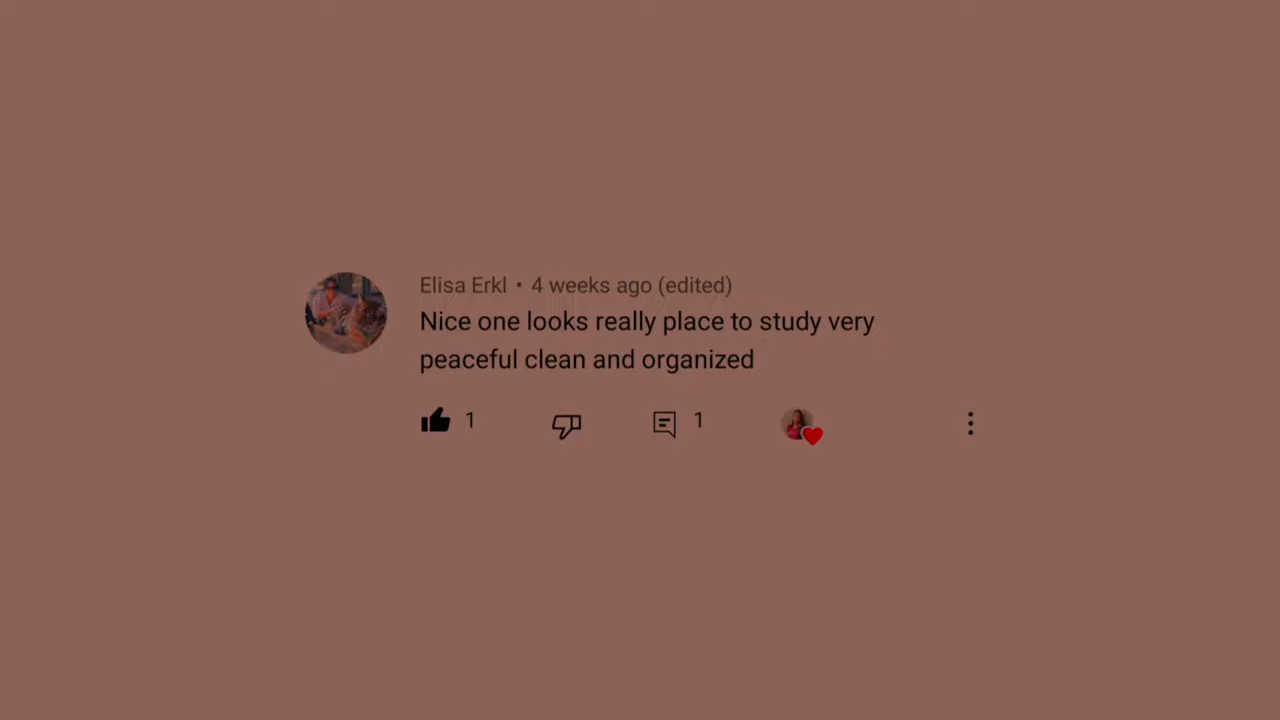 Elisa Erkl • 4 weeks ago (edited)
Nice one looks really place to study very
peaceful clean and organized
1 1